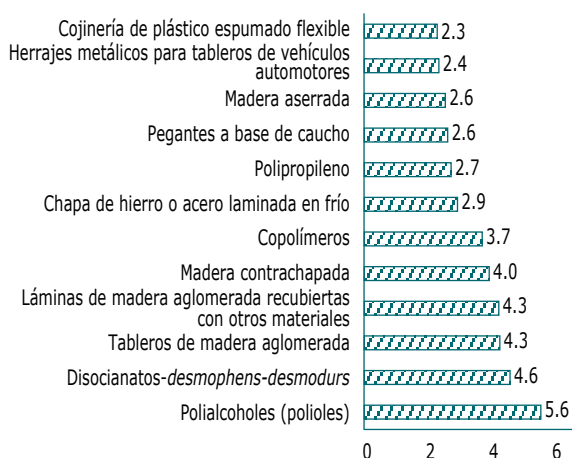 Cojinería de plástico espumado flexible 2.3
Herrajes metálicos para tableros de vehículos
automotores 2.4
Madera aserrada 2.6
Pegantes a base de caucho 2.6
Polipropileno 2.7
Chapa de hierro o acero laminada en frío 2.9
Copolímeros 3.7
Madera contrachapada 4.0
Láminas de madera aglomerada recubiertas
con otros materiales 4.3
Tableros de madera aglomerada 4.3
Disocianatos-desmophens-desmodurs 4.6
Polialcoholes (polioles) 5.6
0 2 4 6